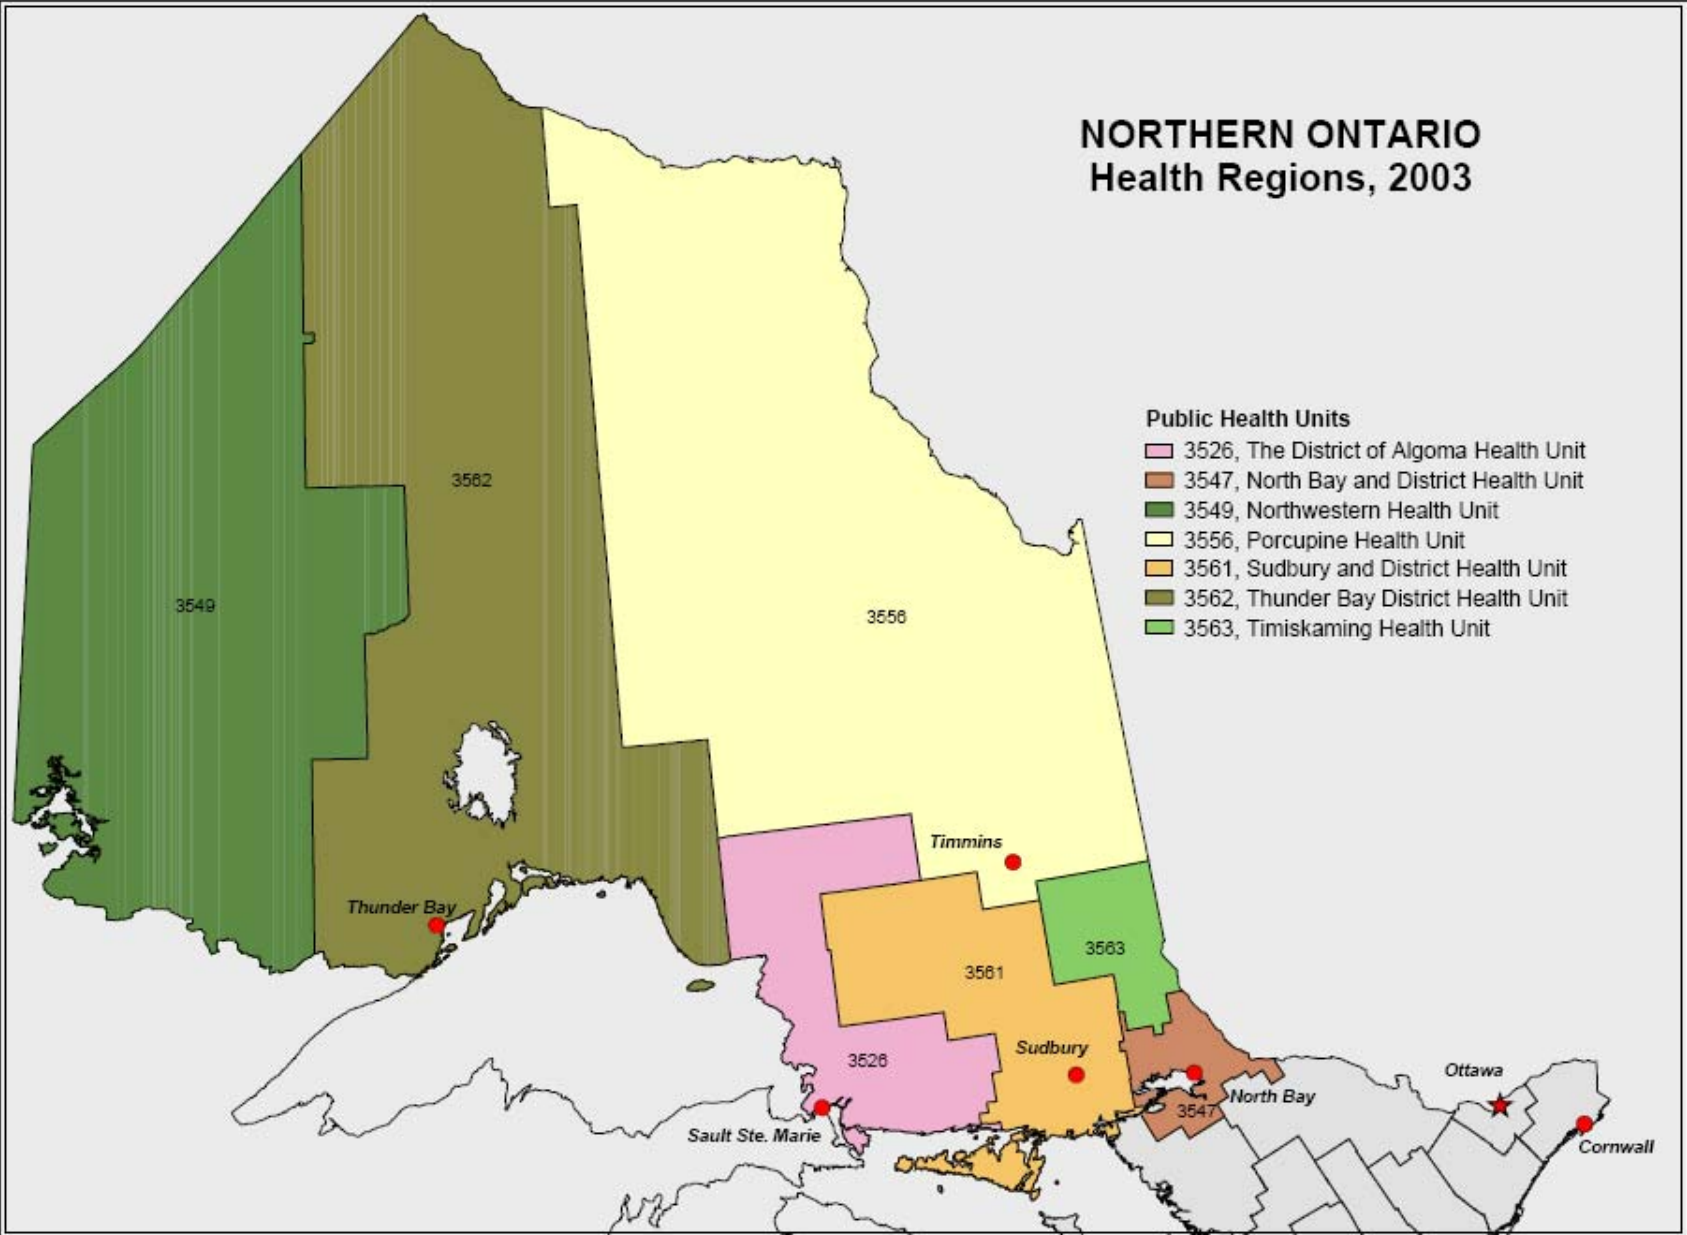 NORTHERN ONTARIO
Health Regions, 2003
Public Health Units
3526, The District of Algoma Health Unit
3547, North Bay and District Health Unit
3549, Northwestern Health Unit
3556, Porcupine Health Unit
3561, Sudbury and District Health Unit
3562, Thunder Bay District Health Unit
3563, Timiskaming Health Unit
3562
3549
3556
Timmins
Thunder Bay
3563
3561
Sudbury
3526
Ottawa
North Bay
3547
Sault Ste. Marie
Cornwall